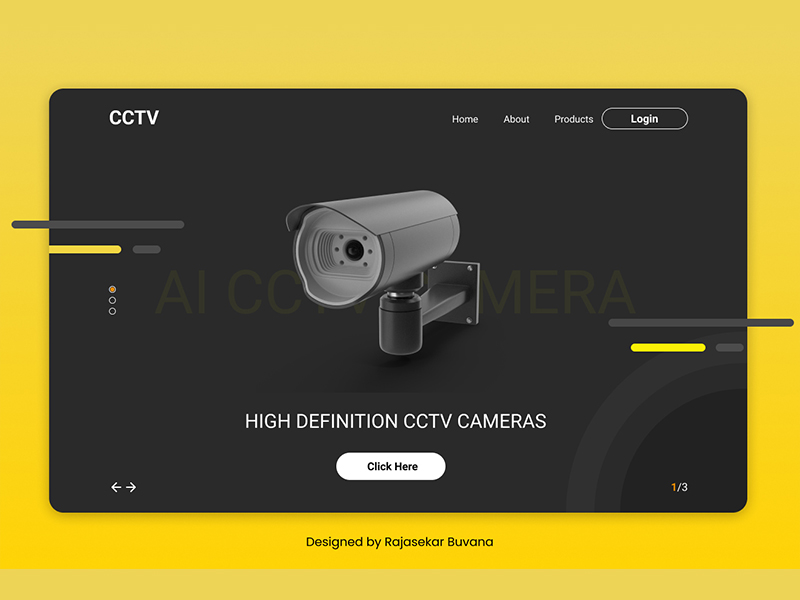 CCTV
Home About Products Login
AI CCTV CAMERA
HIGH DEFINITION CCTV CAMERAS
Click Here
1/3
Designed by Rajasekar Buvana